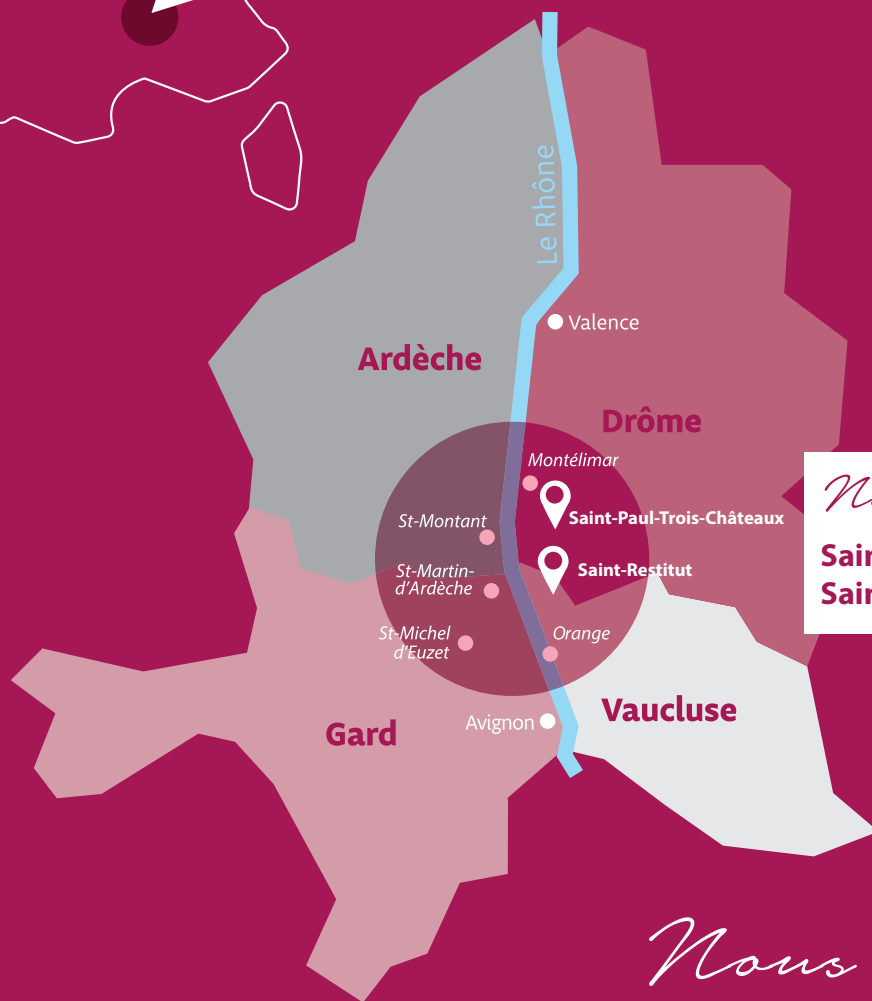 Le Rhône
Valence
Ardèche
Drôme
Montélimar
Saint-Paul-Trois-Châteaux
St-Montant
Saint-Restitut
St-Martin-
d'Ardèche
St-Michel
d'Euzet
Orange
Vaucluse
Avignon
Gard
Nous